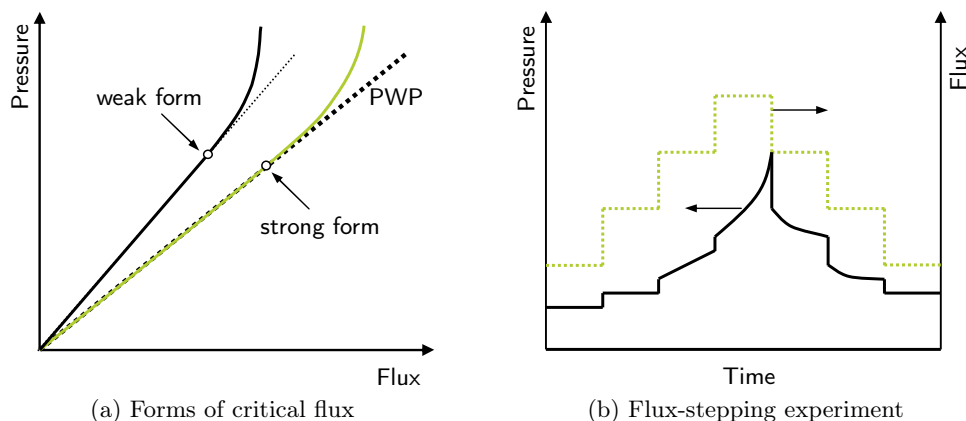 Pressure
weak form
PWP
strong form
Flux
(a) Forms of critical flux
Pressure
Flux
Time
(b) Flux-stepping experiment